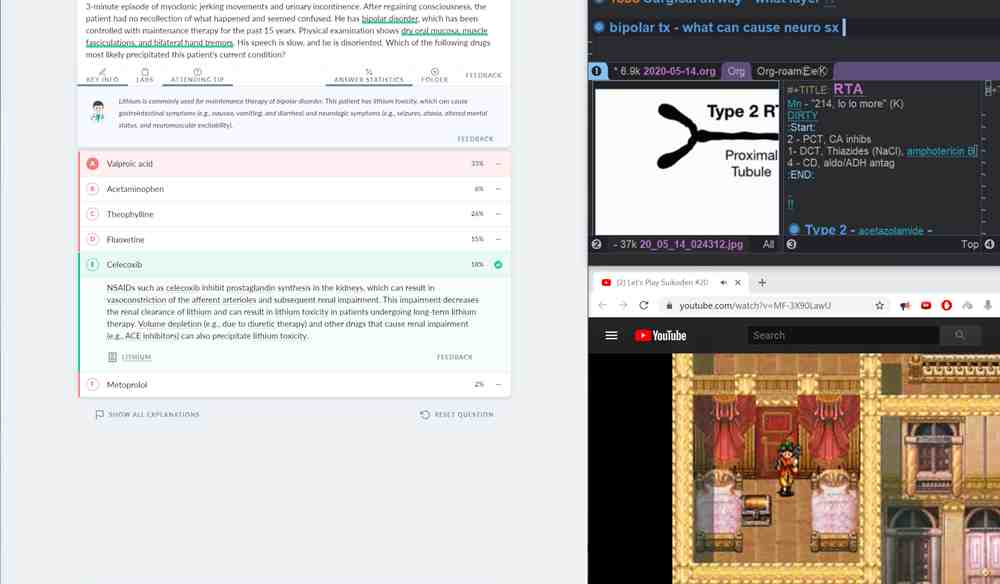 3-minute episode of myoclonic jerking movements and urinary incontinence. After regaining consciousness, the
patient had no recollection of what happened and seemed confused. He has bipolar disorder, which has been
controlled with maintenance therapy for the past 15 years. Physical examination shows dry oral mucosa, muscle
fasciculations, and bilateral hand tremors. His speech is slow, and he is disoriented. Which of the following drugs
most likely precipitated this patient's current condition?
KEY INFO
LABS
ATTENDING TIP
ANSWER STATISTICS
FOLDER
FEEDBACK
Lithium is commonly used for maintenance therapy of bipolar disorder. This patient has lithium toxicity, which can cause
gastrointestinal symptoms (e.g., nausea, vomiting, and diarrhea) and neurologic symptoms (e.g., seizures, ataxia, altered mental
status, and neuromuscular excitability).
FEEDBACK
A Valproic acid 33% –
B Acetaminophen 6% –
C Theophylline 26% –
D Fluoxetine 15% –
E Celecoxib 18%
NSAIDs such as celecoxib inhibit prostaglandin synthesis in the kidneys, which can result in
vasoconstriction of the afferent arterioles and subsequent renal impairment. This impairment decreases
the renal clearance of lithium and can result in lithium toxicity in patients undergoing long-term lithium
therapy. Volume depletion (e.g., due to diuretic therapy) and other drugs that cause renal impairment
(e.g., ACE inhibitors) can also precipitate lithium toxicity.
LITHIUM
FEEDBACK
F Metoprolol 2% –
SHOW ALL EXPLANATIONS
RESET QUESTION
bipolar tx - what can cause neuro sx
1 * 6.9k 2020-05-14.org Org Org-roam
Type 2 RT
Proximal
Tubule
#+TITLE RTA
Mn - "214, lo lo more" (K)
DIRTY
:Start:
2 - PCT, CA inhibs
1- DCT, Thiazides (NaCl), amphotericin B
4 - CD, aldo/ADH antag
:END:
!!
Type 2 - acetazolamide -
2 - 37k 20_05_14_024312.jpg All 3 Top 4
(2) Let's Play Suikoden #20
youtube.com/watch?v=MF-3X90LawU
YouTube
Search